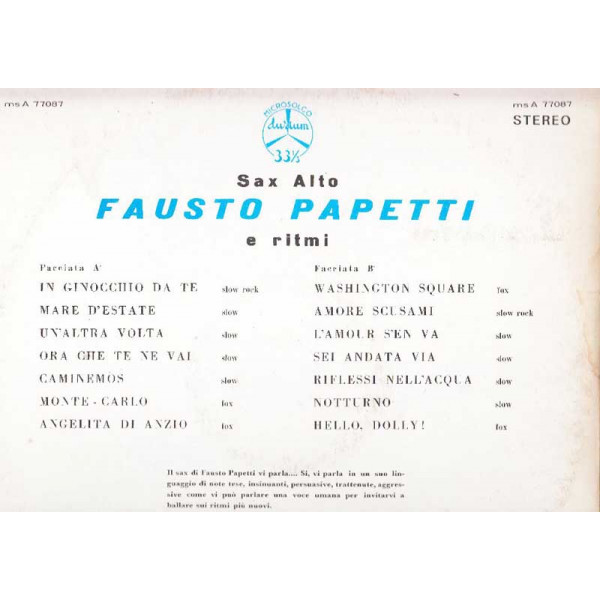 msA 77087
msA 77087
STEREO
MICROSOLCO
durium
33⅓
Sax Alto
FAUSTO PAPETTI
e ritmi
Facciata A'
IN GINOCCHIO DA TE slow rock
MARE D'ESTATE slow
UN'ALTRA VOLTA slow
ORA CHE TE NE VAI slow
CAMINEMOS slow
MONTE-CARLO fox
ANGELITA DI ANZIO fox
Facciata B'
WASHINGTON SQUARE fox
AMORE SCUSAMI slow rock
L'AMOUR S'EN VA slow
SEI ANDATA VIA slow
RIFLESSI NELL'ACQUA slow
NOTTURNO slow
HELLO, DOLLY! fox
Il sax di Fausto Papetti vi parla.... Si, vi parla in un suo lin-
guaggio di note tese, insinuanti, persuasive, trattenute, aggres-
sive come vi può parlare una voce umana per invitarvi a
ballare sui ritmi più nuovi.